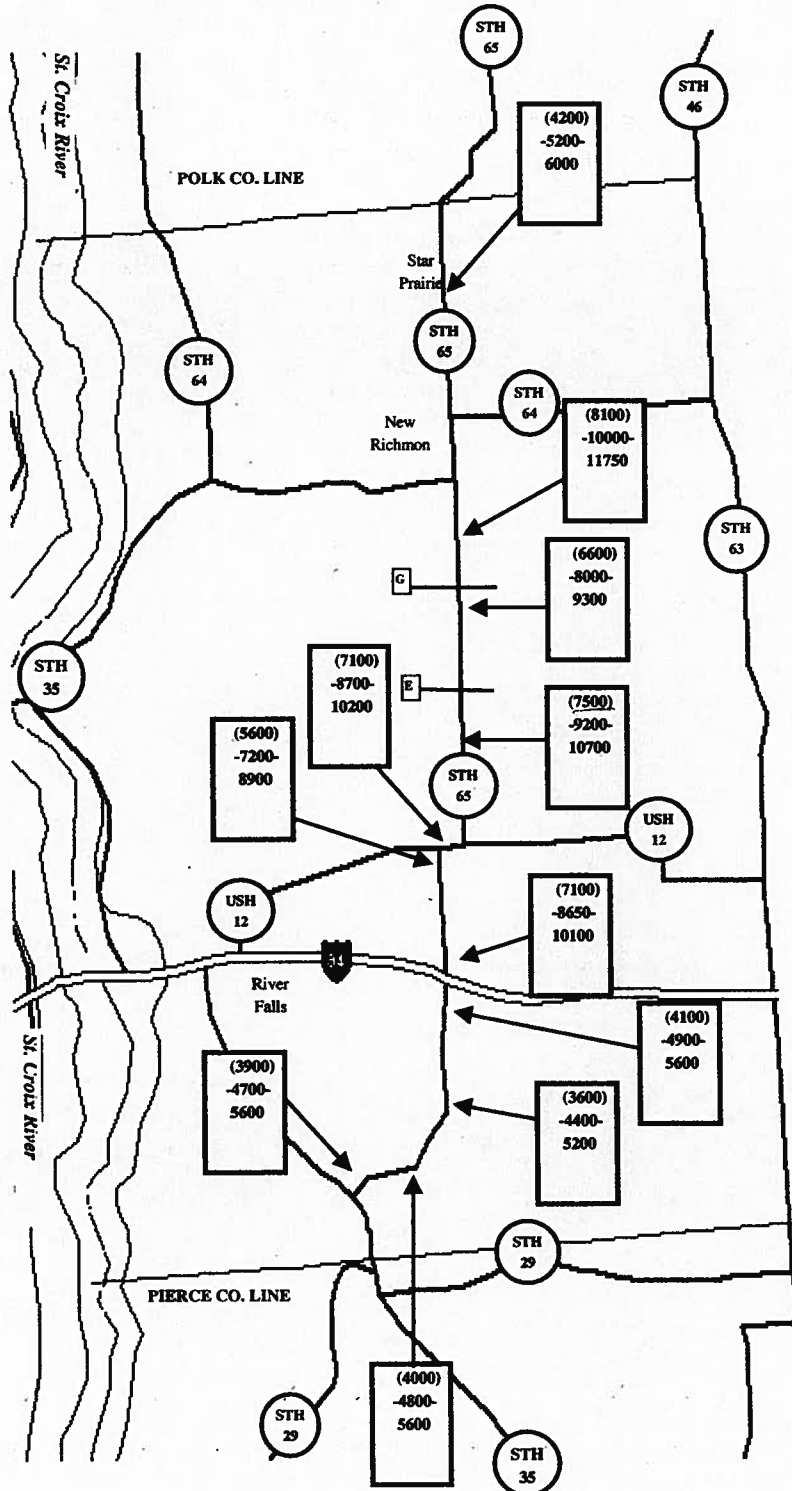 STH
65
STH
46
St. Croix River
(4200)
-5200-
6000
POLK CO. LINE
Star
Prairie
STH
65
STH
64
STH
64
New
Richmon
(8100)
-10000-
11750
STH
63
(6600)
-8000-
9300
G
STH
35
(7100)
-8700-
10200
E
(7500)
-9200-
10700
(5600)
-7200-
8900
STH
65
USH
12
USH
12
(7100)
-8650-
10100
River
Falls
(4100)
-4900-
5600
St. Croix River
(3900)
-4700-
5600
(3600)
-4400-
5200
STH
29
PIERCE CO. LINE
(4000)
-4800-
5600
STH
29
STH
35